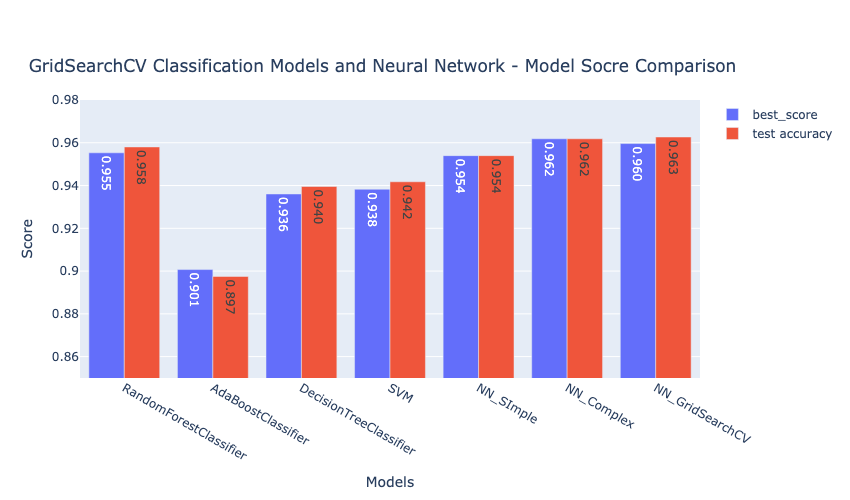 GridSearchCV Classification Models and Neural Network - Model Socre Comparison
best_score
test accuracy
Score
0.98
0.96
0.94
0.92
0.9
0.88
0.86
0.955
0.958
0.901
0.897
0.936
0.940
0.938
0.942
0.954
0.954
0.962
0.962
0.960
0.963
RandomForestClassifier
AdaBoostClassifier
DecisionTreeClassifier
SVM
NN_SImple
NN_Complex
NN_GridSearchCV
Models